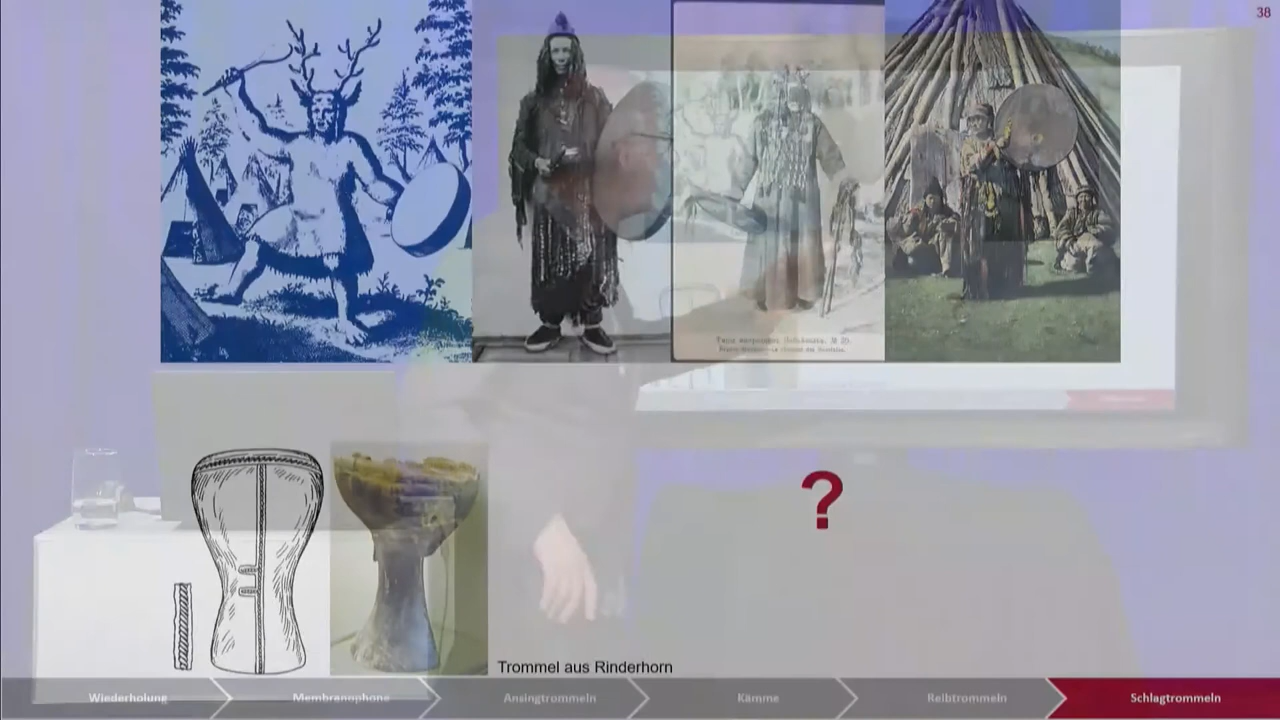 38
?
Trommel aus Rinderhorn
Wiederholung
Membranophone
Ansingtrommeln
Kämme
Reibtrommeln
Schlagtrommeln